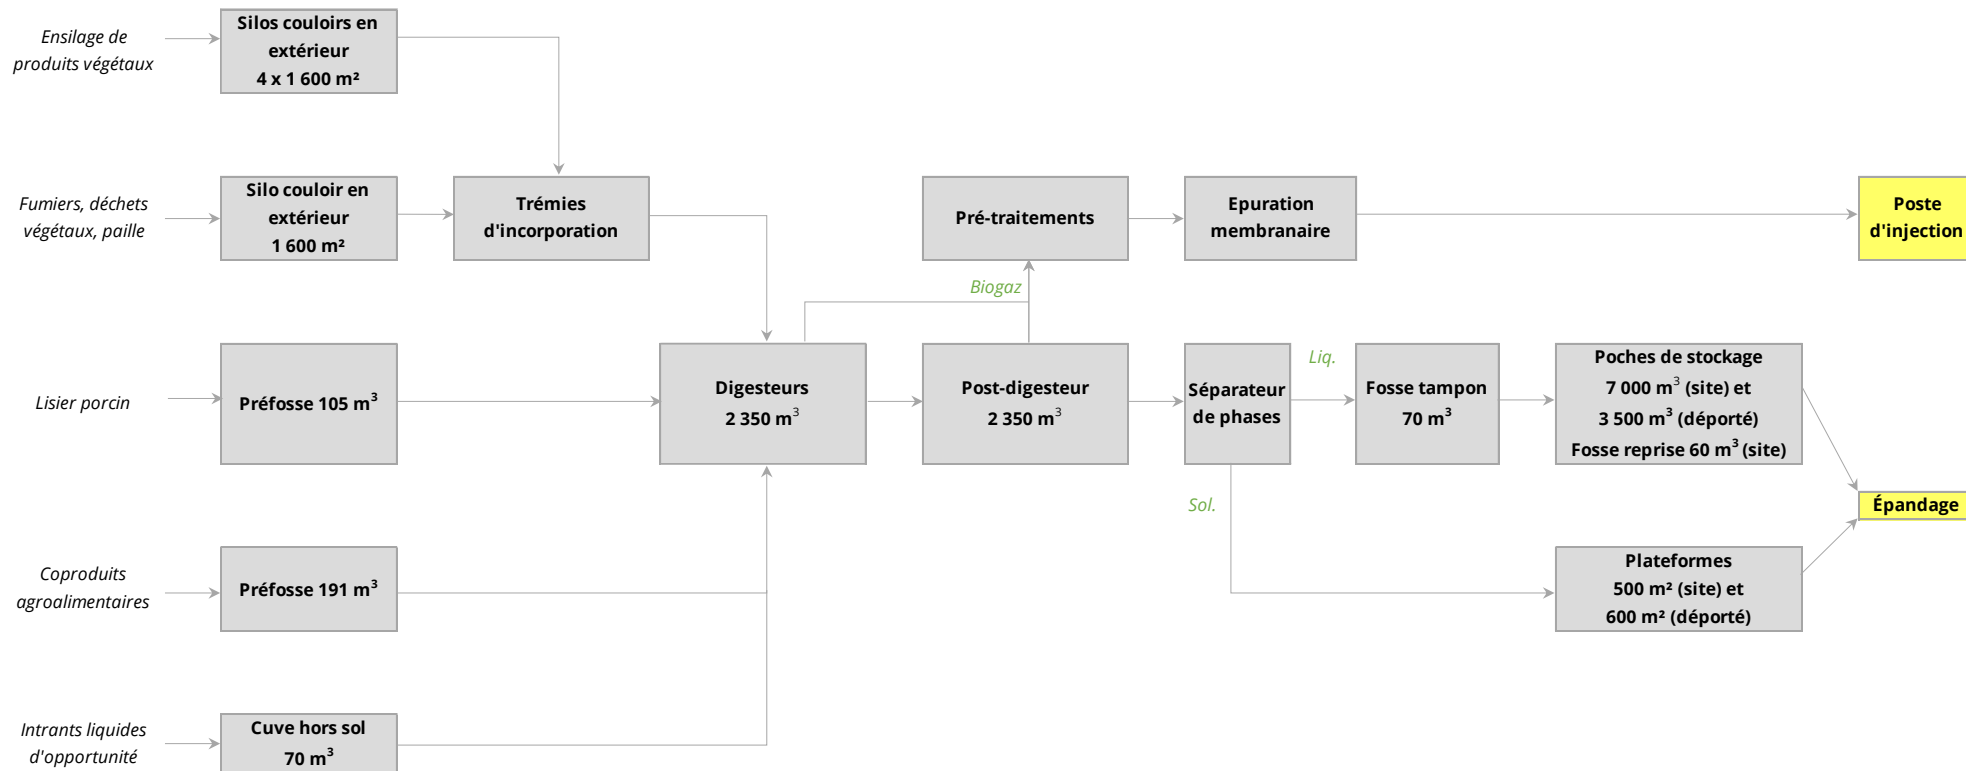 Ensilage de
produits végétaux
Silos couloirs en
extérieur
4 x 1 600 m²
Fumiers, déchets
végétaux, paille
Silo couloir en
extérieur
1 600 m²
Trémies
d'incorporation
Pré-traitements
Epuration
membranaire
Poste
d'injection
Biogaz
Lisier porcin
Préfosse 105 m³
Digesteurs
2 350 m³
Post-digesteur
2 350 m³
Séparateur
de phases
Liq.
Fosse tampon
70 m³
Poches de stockage
7 000 m³ (site) et
3 500 m³ (déporté)
Fosse reprise 60 m³ (site)
Sol.
Épandage
Coproduits
agroalimentaires
Préfosse 191 m³
Plateformes
500 m² (site) et
600 m² (déporté)
Intrants liquides
d'opportunité
Cuve hors sol
70 m³